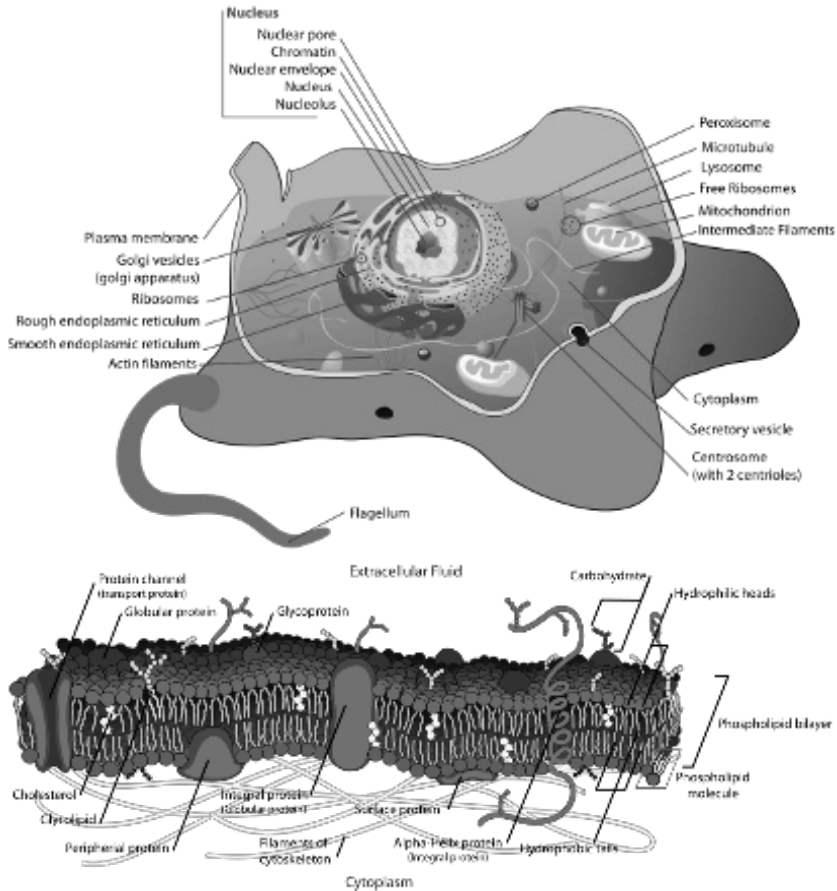 Nucleus
Nuclear pore
Chromatin
Nuclear envelope
Nucleus
Nucleolus
Peroxisome
Microtubule
Lysosome
Free Ribosomes
Mitochondrion
Intermediate Filaments
Plasma membrane
Golgi vesicles
(golgi apparatus)
Ribosomes
Rough endoplasmic reticulum
Smooth endoplasmic reticulum
Actin filaments
Cytoplasm
Secretory vesicle
Centrosome
(with 2 centrioles)
Flagellum
Extracellular Fluid
Protein channel
(transport protein)
Globular protein
Glycoprotein
Carbohydrate
Hydrophilic heads
Phospholipid bilayer
Phospholipid
molecule
Cholesterol
Glycolipid
Peripherial protein
Integral protein
(Globular protein)
Filaments of
cytoskeleton
Surface protein
Alpha-Helix protein
(Integral protein)
Hydrophobic tails
Cytoplasm